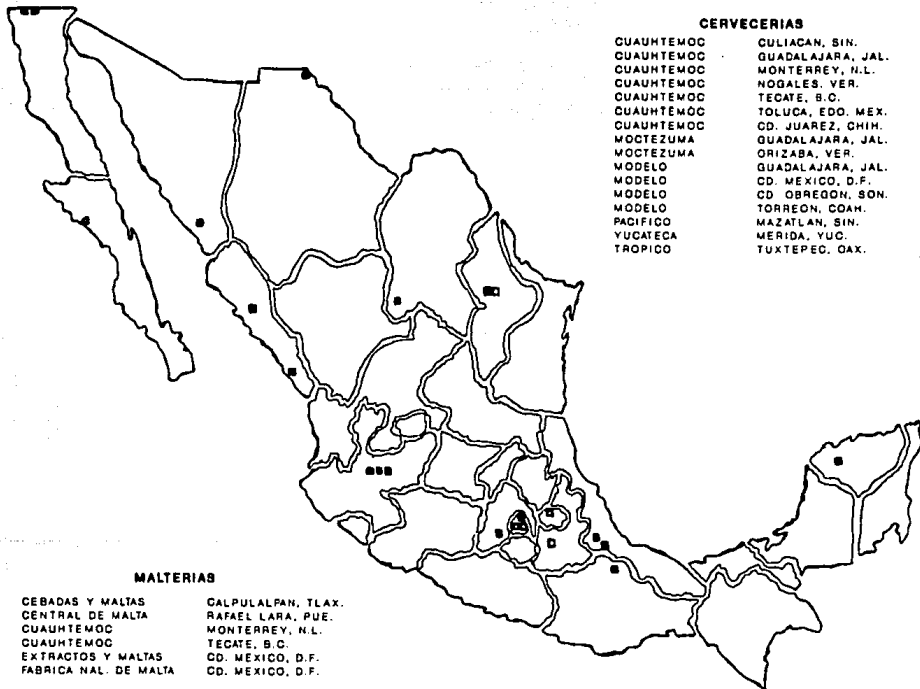 CERVECERIAS
CUAUHTEMOC CULIACAN, SIN.
CUAUHTEMOC GUADALAJARA, JAL.
CUAUHTEMOC MONTERREY, N.L.
CUAUHTEMOC NOGALES, VER.
CUAUHTEMOC TECATE, B.C.
CUAUHTEMOC TOLUCA, EDO. MEX.
CUAUHTEMOC CD. JUAREZ, CHIH.
MOCTEZUMA GUADALAJARA, JAL.
MOCTEZUMA ORIZABA, VER.
MODELO GUADALAJARA, JAL.
MODELO CD. MEXICO, D.F.
MODELO CD OBREGON, SON.
MODELO TORREON, COAH.
PACIFICO MAZATLAN, SIN.
YUCATECA MERIDA, YUC.
TROPICO TUXTEPEC, OAX.
MALTERIAS
CEBADAS Y MALTAS CALPULALPAN, TLAX.
CENTRAL DE MALTA RAFAEL LARA, PUE.
CUAUHTEMOC MONTERREY, N.L.
CUAUHTEMOC TECATE, B.C.
EXTRACTOS Y MALTAS CD. MEXICO, D.F.
FABRICA NAL. DE MALTA CD. MEXICO, D.F.